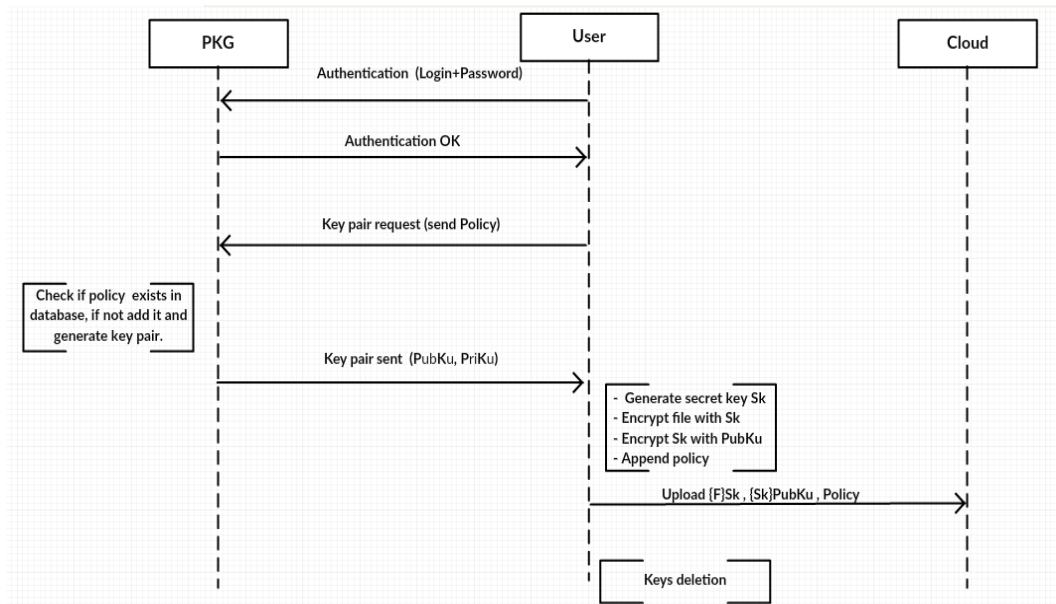 PKG
User
Cloud
Authentication (Login+Password)
Authentication OK
Key pair request (send Policy)
Check if policy exists in
database, if not add it and
generate key pair.
Key pair sent (PubKu, PriKu)
- Generate secret key Sk
- Encrypt file with Sk
- Encrypt Sk with PubKu
- Append policy
Upload {F}Sk , {Sk}PubKu , Policy
Keys deletion